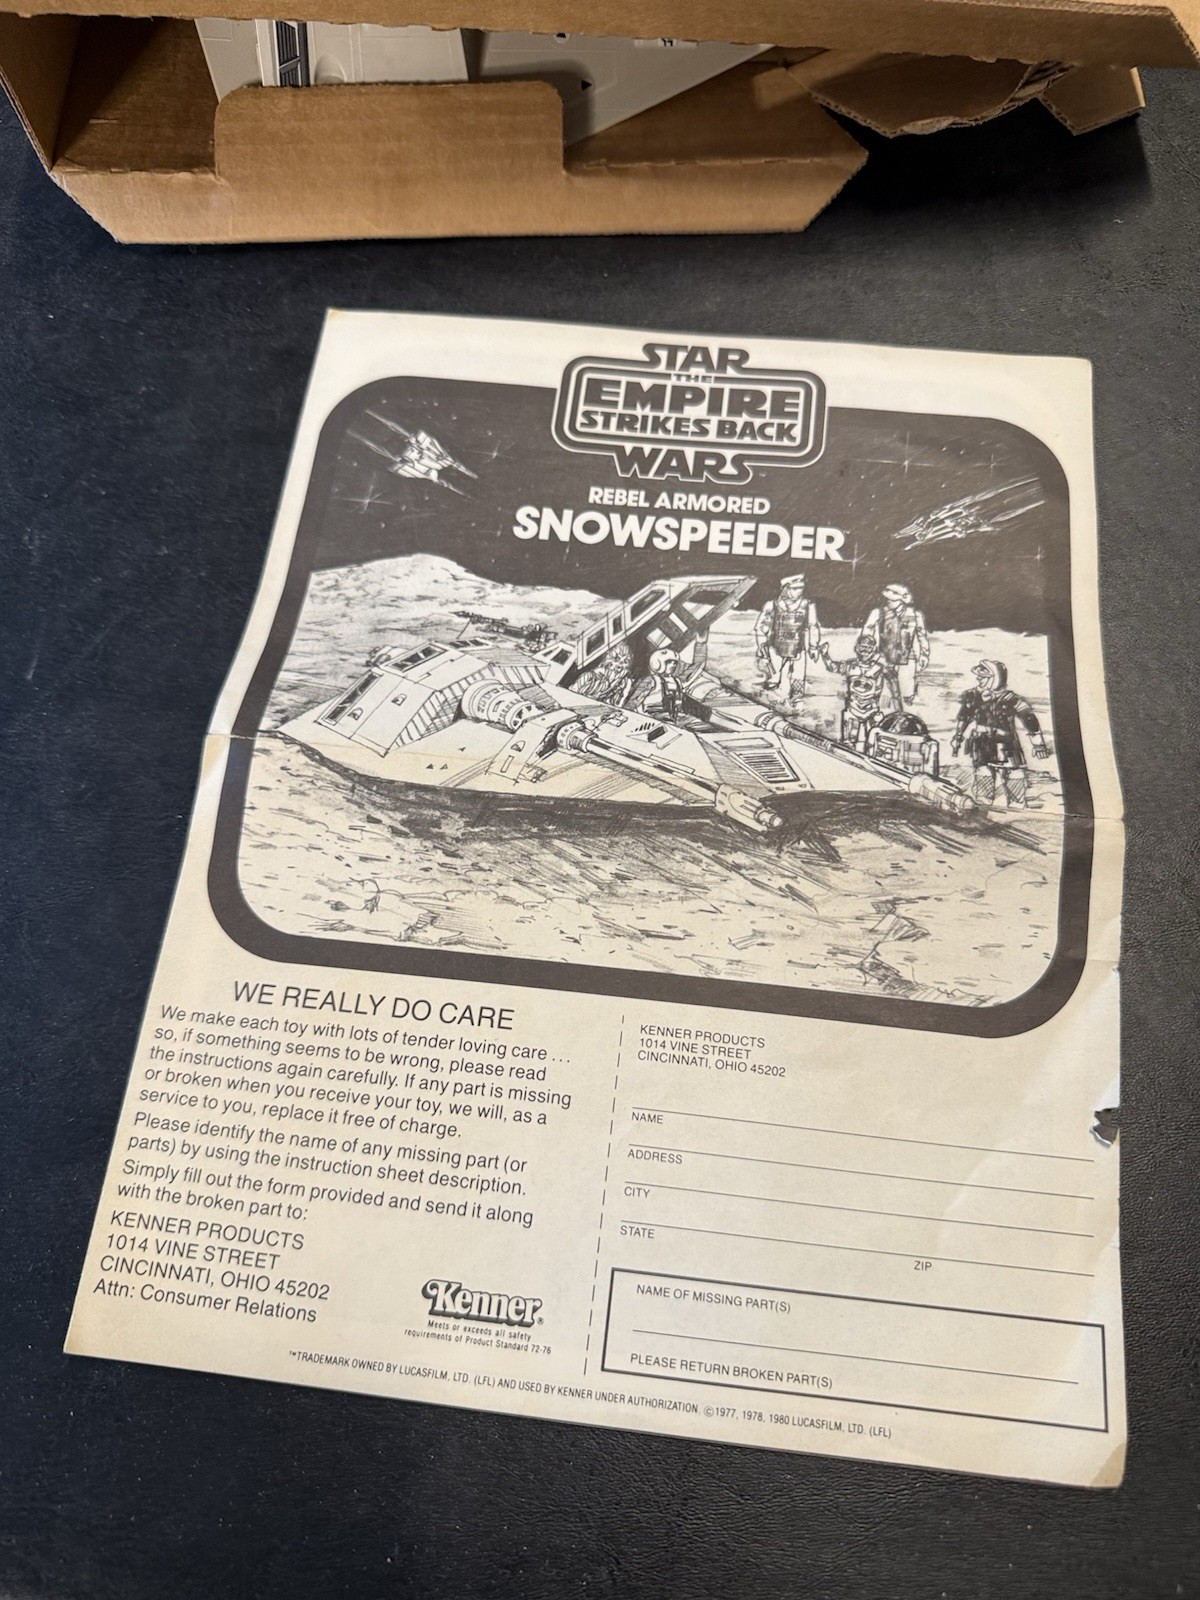 STAR
THE
EMPIRE
STRIKES BACK
WARS™
REBEL ARMORED
SNOWSPEEDER
WE REALLY DO CARE
We make each toy with lots of tender loving care ...
so, if something seems to be wrong, please read
the instructions again carefully. If any part is missing
or broken when you receive your toy, we will, as a
service to you, replace it free of charge.
Please identify the name of any missing part (or
parts) by using the instruction sheet description.
Simply fill out the form provided and send it along
with the broken part to:
KENNER PRODUCTS
1014 VINE STREET
CINCINNATI, OHIO 45202
Attn: Consumer Relations
Kenner®
Meets or exceeds all safety
requirements of Product Standard 72-76
KENNER PRODUCTS
1014 VINE STREET
CINCINNATI, OHIO 45202
NAME
ADDRESS
CITY
STATE
ZIP
NAME OF MISSING PART(S)
PLEASE RETURN BROKEN PART(S)
™TRADEMARK OWNED BY LUCASFILM, LTD. (LFL) AND USED BY KENNER UNDER AUTHORIZATION. ©1977, 1978, 1980 LUCASFILM, LTD. (LFL)